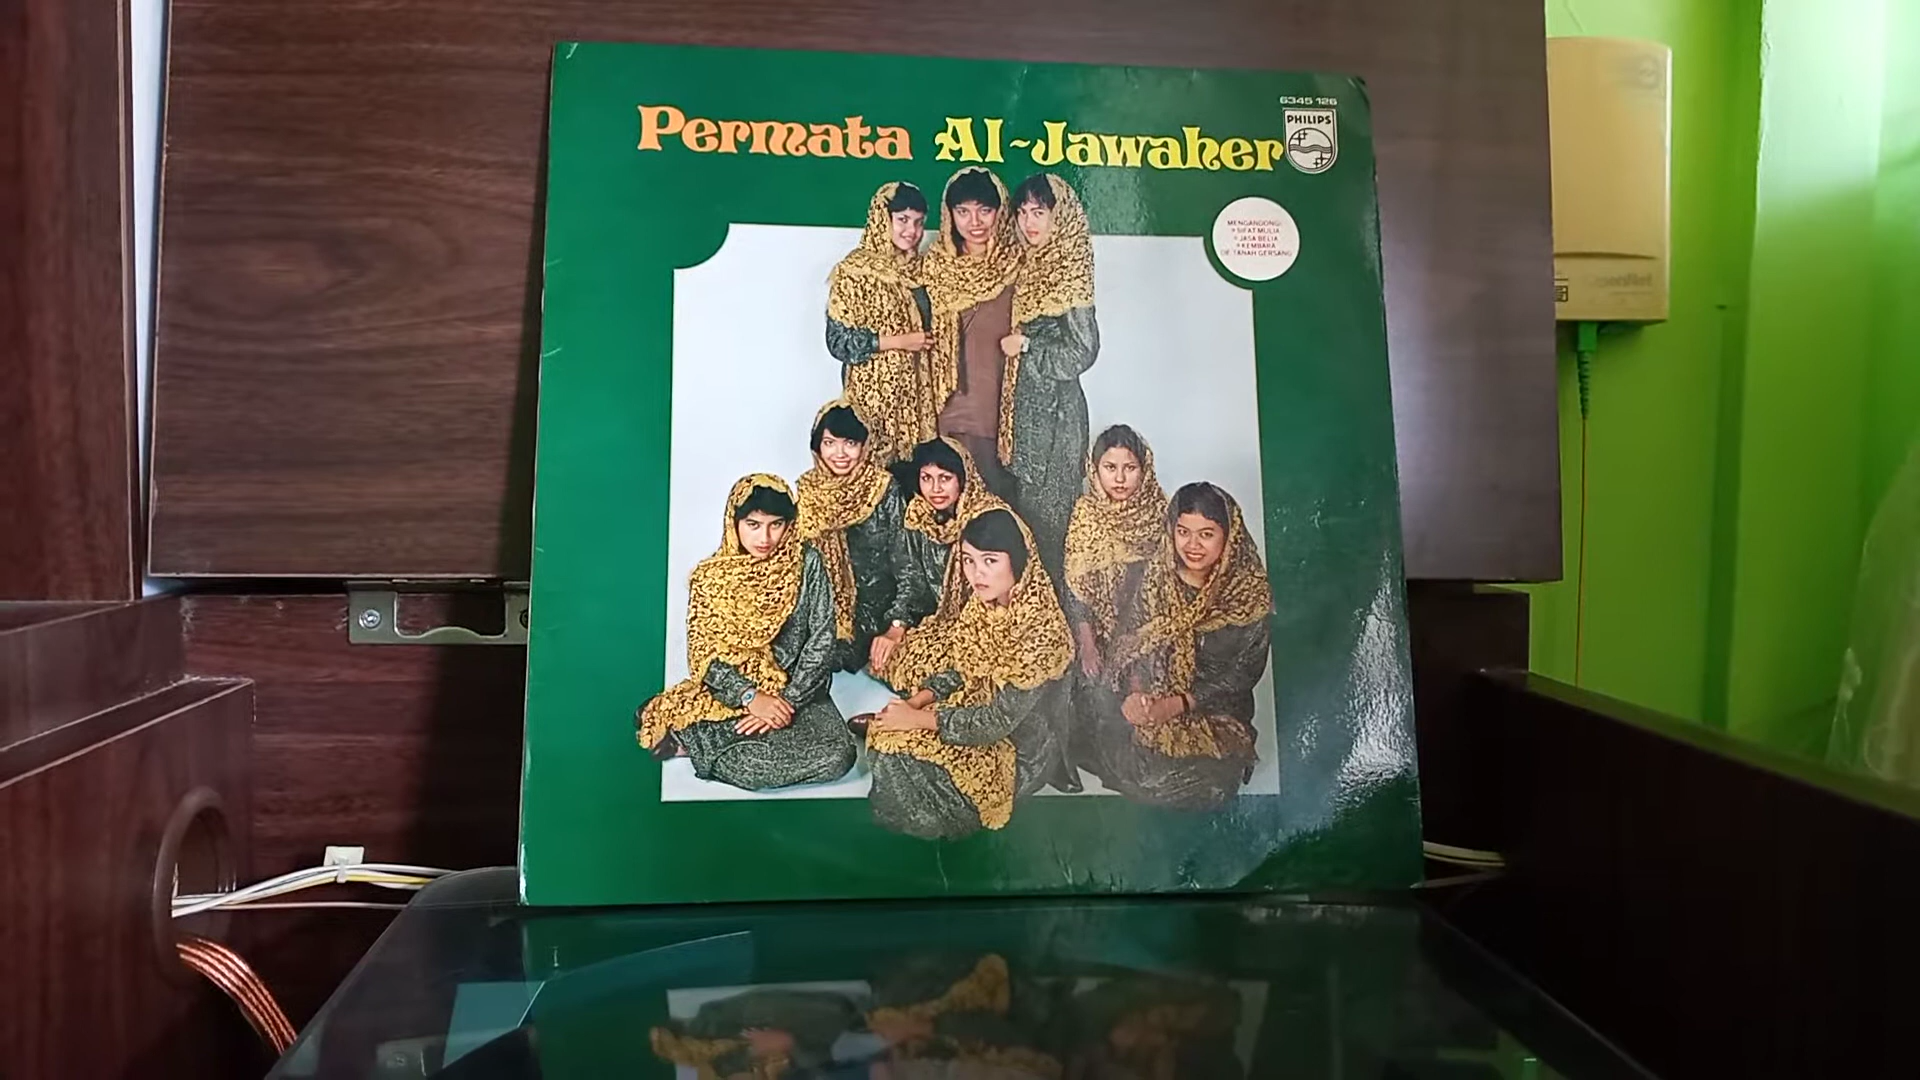 6345 126
Permata Al-Jawaher
PHILIPS
MENGANDONGI:
* SIFAT MULIA
* JASA BELIA
* KEMBARA
DI TANAH GERSANG